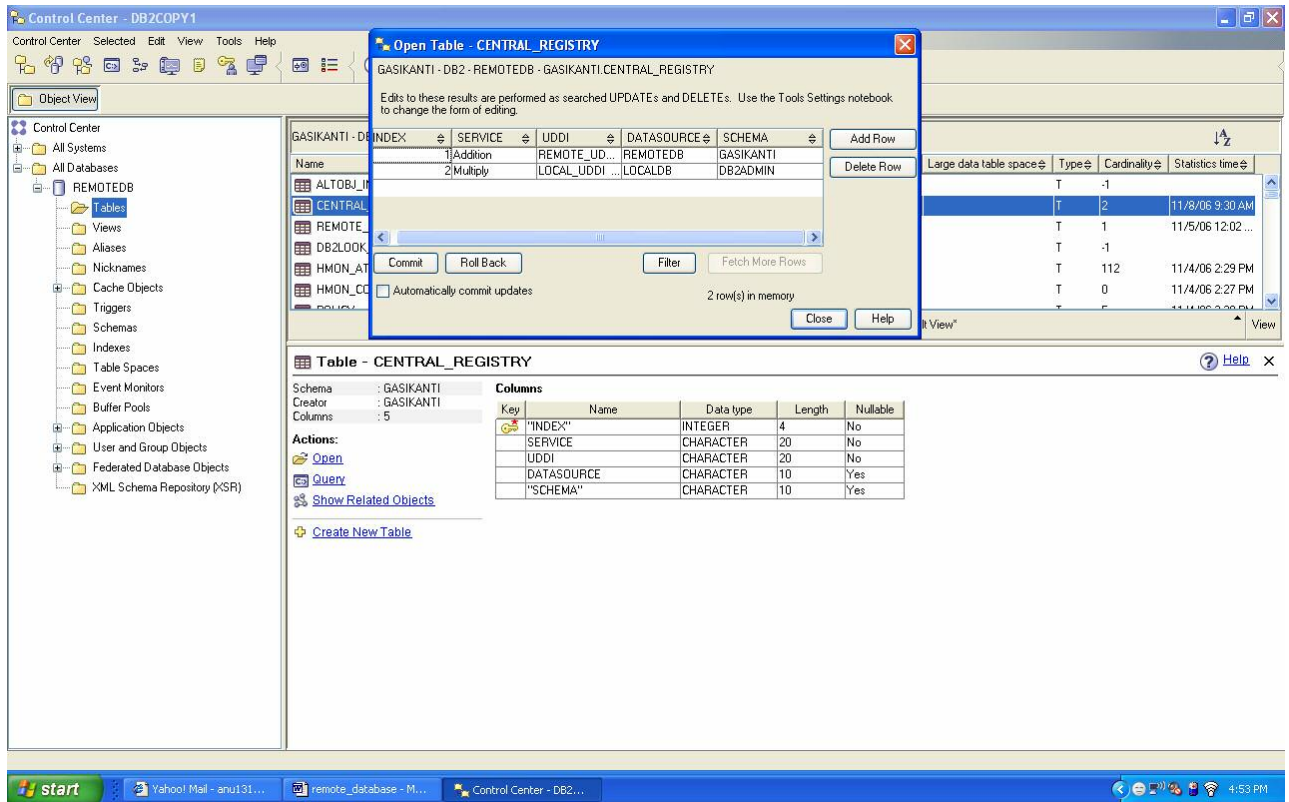 Control Center - DB2COPY1
Control Center Selected Edit View Tools Help
Object View
Control Center
All Systems
All Databases
REMOTEDB
Tables
Views
Aliases
Nicknames
Cache Objects
Triggers
Schemas
Indexes
Table Spaces
Event Monitors
Buffer Pools
Application Objects
User and Group Objects
Federated Database Objects
XML Schema Repository (XSR)
Open Table - CENTRAL_REGISTRY
GASIKANTI - DB2 - REMOTEDB - GASIKANTI.CENTRAL_REGISTRY
Edits to these results are performed as searched UPDATEs and DELETEs. Use the Tools Settings notebook
to change the form of editing.
INDEX SERVICE UDDI DATASOURCE SCHEMA
1 Addition REMOTE_UD... REMOTEDB GASIKANTI
2 Multiply LOCAL_UDDI ... LOCALDB DB2ADMIN
Add Row
Delete Row
Commit Roll Back Filter Fetch More Rows
Automatically commit updates
2 row(s) in memory
Close Help
GASIKANTI - DB
Name Large data table space Type Cardinality Statistics time
ALTOBJ_I T -1
CENTRAL_ T 2 11/8/06 9:30 AM
REMOTE_ T 1 11/5/06 12:02 ...
DB2LOOK_ T -1
HMON_AT T 112 11/4/06 2:29 PM
HMON_CO T 0 11/4/06 2:27 PM
lt View" View
Table - CENTRAL_REGISTRY
Help
Schema : GASIKANTI
Creator : GASIKANTI
Columns : 5
Actions:
Open
Query
Show Related Objects
Create New Table
Columns
Key Name Data type Length Nullable
"INDEX" INTEGER 4 No
SERVICE CHARACTER 20 No
UDDI CHARACTER 20 No
DATASOURCE CHARACTER 10 Yes
"SCHEMA" CHARACTER 10 Yes
start Yahoo! Mail - anu131... remote_database - M... Control Center - DB2... 4:53 PM